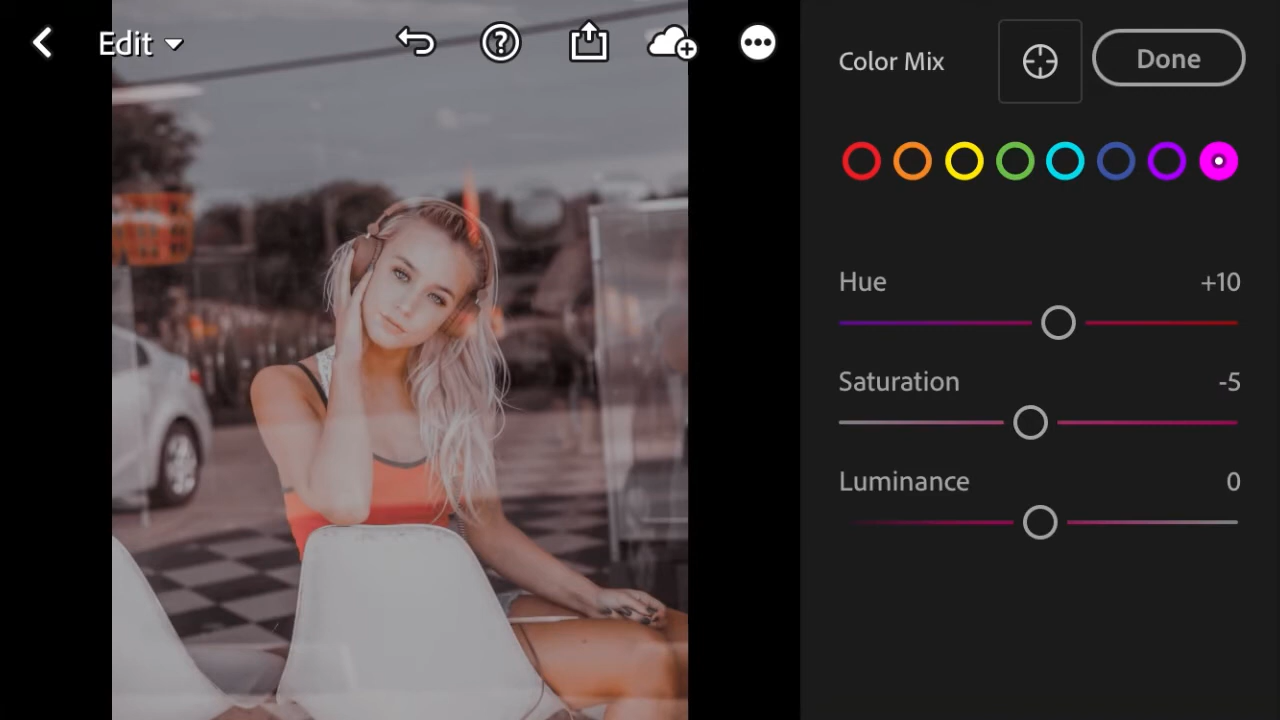 Edit
Color Mix
Done
Hue +10
Saturation -5
Luminance 0